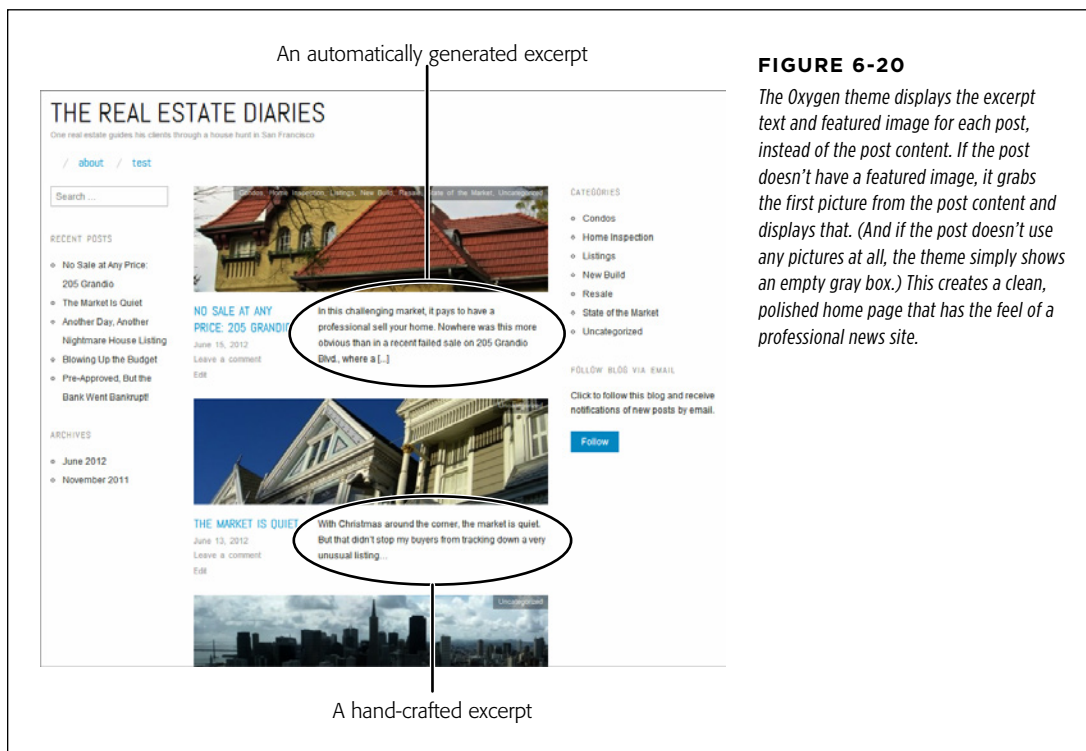 An automatically generated excerpt
THE REAL ESTATE DIARIES
One real estate guides his clients through a house hunt in San Francisco
/ about / test
Search ...
RECENT POSTS
No Sale at Any Price:
205 Grandio
The Market Is Quiet
Another Day, Another
Nightmare House Listing
Blowing Up the Budget
Pre-Approved, But the
Bank Went Bankrupt!
ARCHIVES
June 2012
November 2011
Condos, Home Inspection, Listings, New Build, Resale, State of the Market, Uncategorized
NO SALE AT ANY
PRICE: 205 GRANDIO
June 15, 2012
Leave a comment
Edit
In this challenging market, it pays to have a
professional sell your home. Nowhere was this more
obvious than in a recent failed sale on 205 Grandio
Blvd., where a [...]
Uncategorized
THE MARKET IS QUIET
June 13, 2012
Leave a comment
Edit
With Christmas around the corner, the market is quiet.
But that didn't stop my buyers from tracking down a very
unusual listing...
Uncategorized
CATEGORIES
Condos
Home Inspection
Listings
New Build
Resale
State of the Market
Uncategorized
FOLLOW BLOG VIA EMAIL
Click to follow this blog and receive
notifications of new posts by email.
Follow
A hand-crafted excerpt
FIGURE 6-20
The Oxygen theme displays the excerpt
text and featured image for each post,
instead of the post content. If the post
doesn't have a featured image, it grabs
the first picture from the post content and
displays that. (And if the post doesn't use
any pictures at all, the theme simply shows
an empty gray box.) This creates a clean,
polished home page that has the feel of a
professional news site.